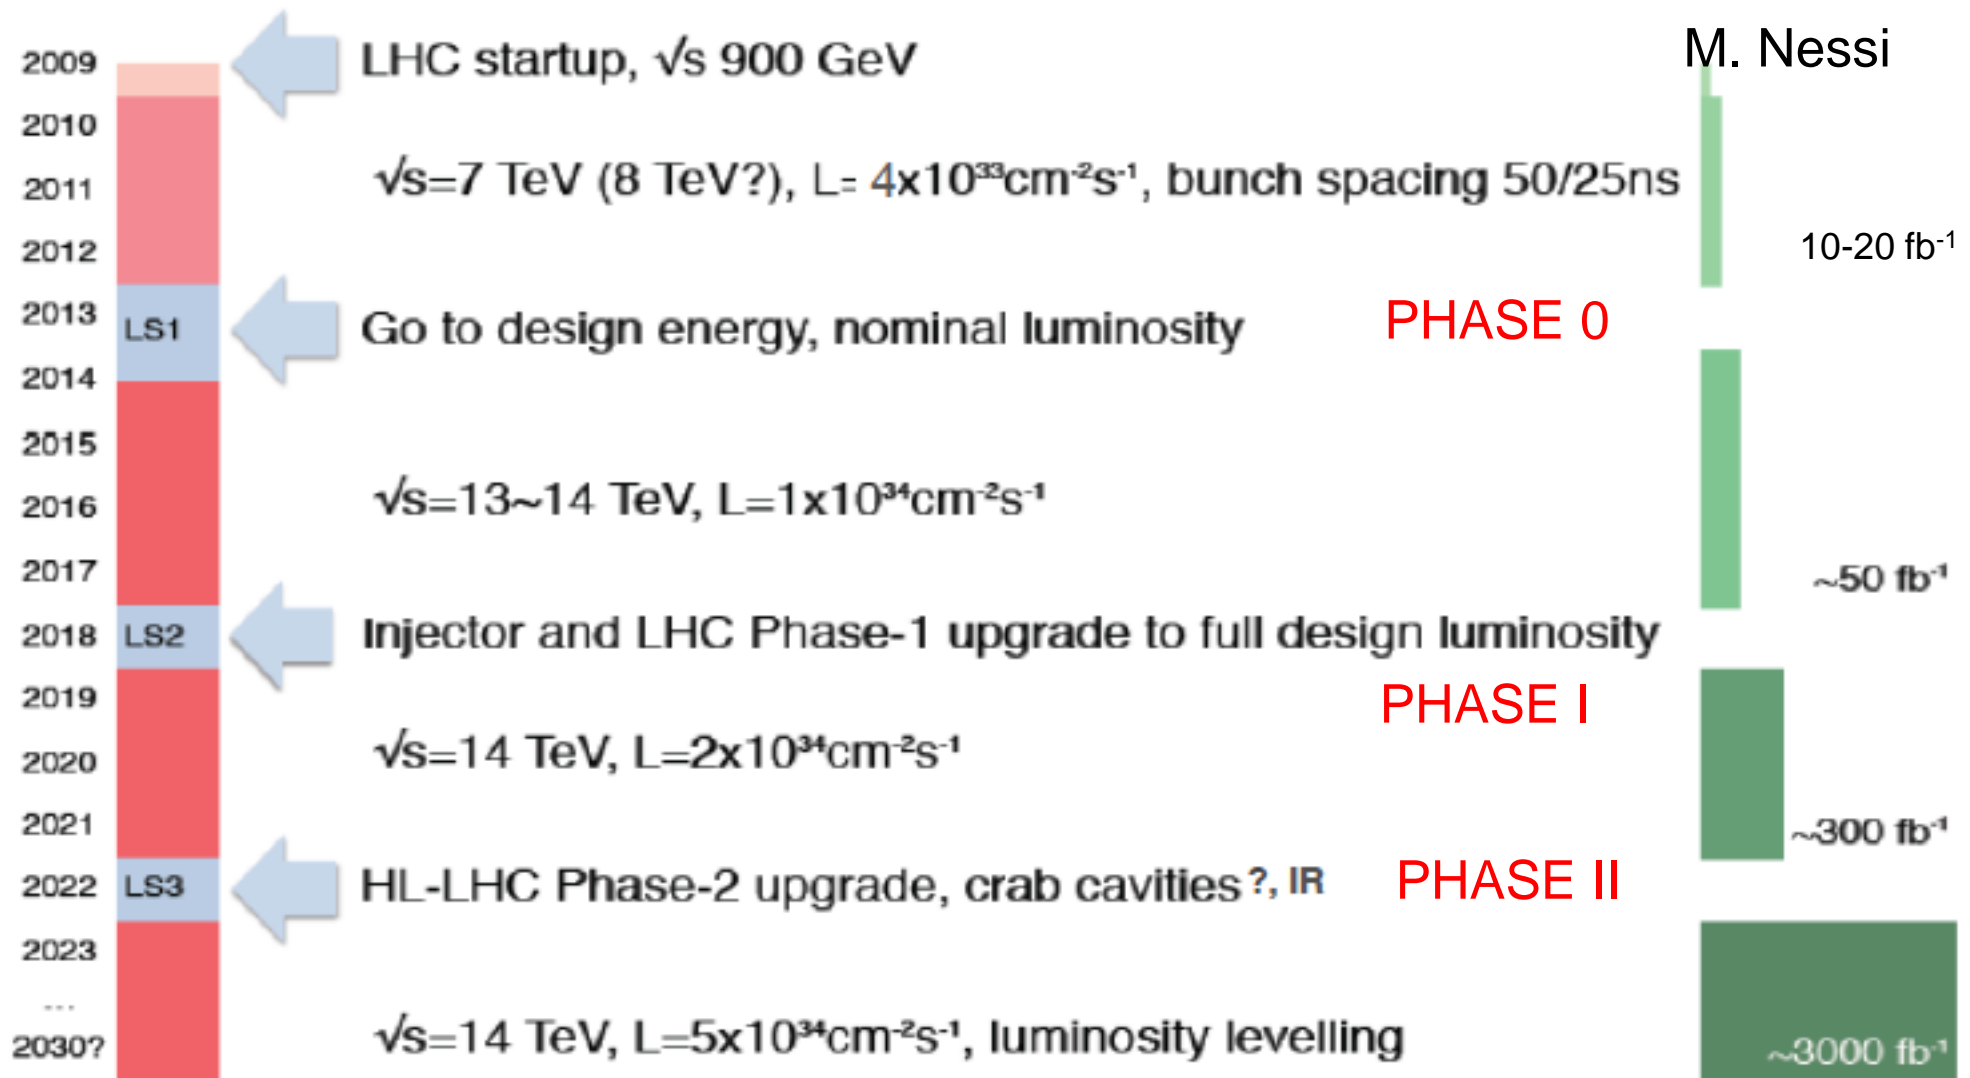 M. Nessi
2009 LHC startup, √s 900 GeV
2010
√s=7 TeV (8 TeV?), L= 4x10³³cm⁻²s⁻¹, bunch spacing 50/25ns
2011
2012 10-20 fb⁻¹
2013 LS1 Go to design energy, nominal luminosity PHASE 0
2014
2015
2016 √s=13~14 TeV, L=1x10³⁴cm⁻²s⁻¹
2017 ~50 fb⁻¹
2018 LS2 Injector and LHC Phase-1 upgrade to full design luminosity
2019 PHASE I
2020 √s=14 TeV, L=2x10³⁴cm⁻²s⁻¹
2021 ~300 fb⁻¹
2022 LS3 HL-LHC Phase-2 upgrade, crab cavities?, IR PHASE II
2023
...
2030? √s=14 TeV, L=5x10³⁴cm⁻²s⁻¹, luminosity levelling ~3000 fb⁻¹